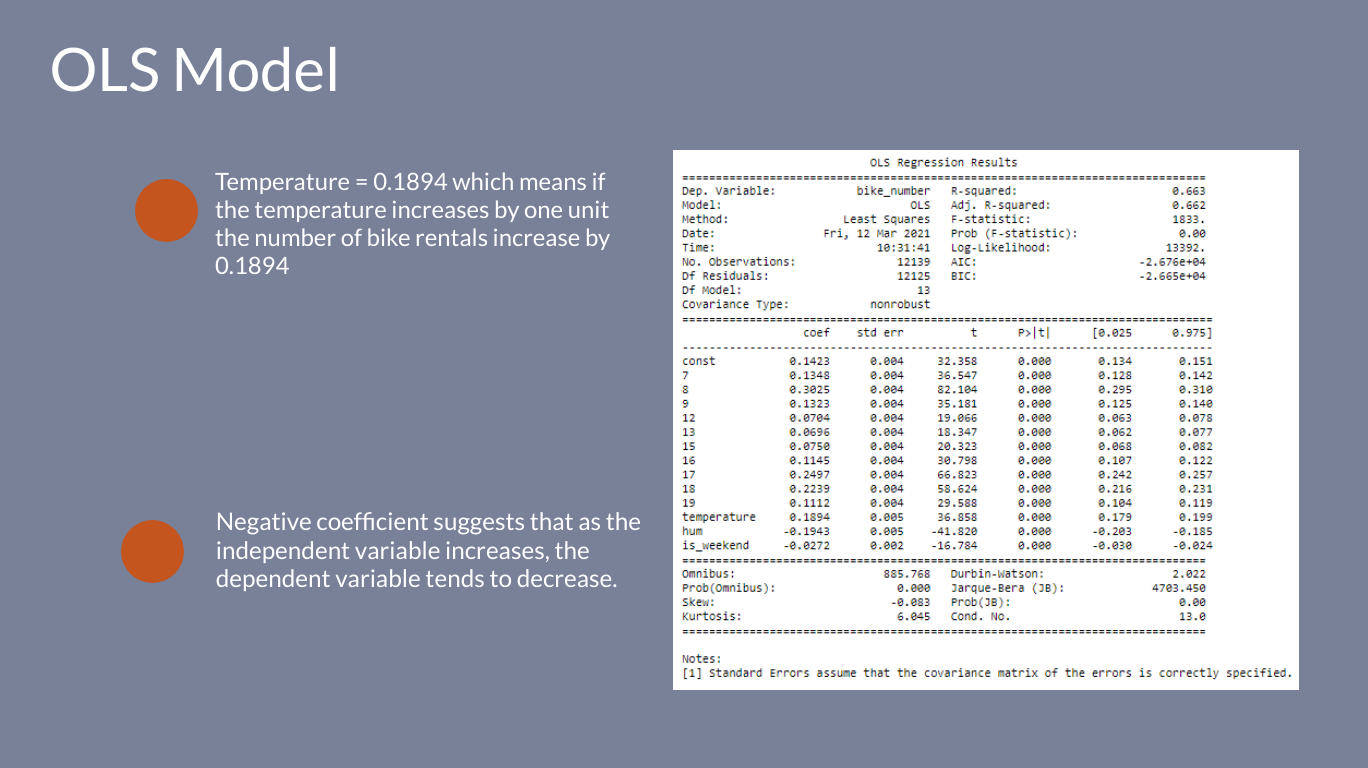 OLS Model
Temperature = 0.1894 which means if
the temperature increases by one unit
the number of bike rentals increase by
0.1894
Negative coefficient suggests that as the
independent variable increases, the
dependent variable tends to decrease.
OLS Regression Results
==============================================================================
Dep. Variable: bike_number R-squared: 0.663
Model: OLS Adj. R-squared: 0.662
Method: Least Squares F-statistic: 1833.
Date: Fri, 12 Mar 2021 Prob (F-statistic): 0.00
Time: 10:31:41 Log-Likelihood: 13392.
No. Observations: 12139 AIC: -2.676e+04
Df Residuals: 12125 BIC: -2.665e+04
Df Model: 13
Covariance Type: nonrobust
===============================================================================
coef std err t P>|t| [0.025 0.975]
-------------------------------------------------------------------------------
const 0.1423 0.004 32.358 0.000 0.134 0.151
7 0.1348 0.004 36.547 0.000 0.128 0.142
8 0.3025 0.004 82.104 0.000 0.295 0.310
9 0.1323 0.004 35.181 0.000 0.125 0.140
12 0.0704 0.004 19.066 0.000 0.063 0.078
13 0.0696 0.004 18.347 0.000 0.062 0.077
15 0.0750 0.004 20.323 0.000 0.068 0.082
16 0.1145 0.004 30.798 0.000 0.107 0.122
17 0.2497 0.004 66.823 0.000 0.242 0.257
18 0.2239 0.004 58.624 0.000 0.216 0.231
19 0.1112 0.004 29.588 0.000 0.104 0.119
temperature 0.1894 0.005 36.858 0.000 0.179 0.199
hum -0.1943 0.005 -41.820 0.000 -0.203 -0.185
is_weekend -0.0272 0.002 -16.784 0.000 -0.030 -0.024
==============================================================================
Omnibus: 885.768 Durbin-Watson: 2.022
Prob(Omnibus): 0.000 Jarque-Bera (JB): 4703.450
Skew: -0.083 Prob(JB): 0.00
Kurtosis: 6.045 Cond. No. 13.0
==============================================================================
Notes:
[1] Standard Errors assume that the covariance matrix of the errors is correctly specified.